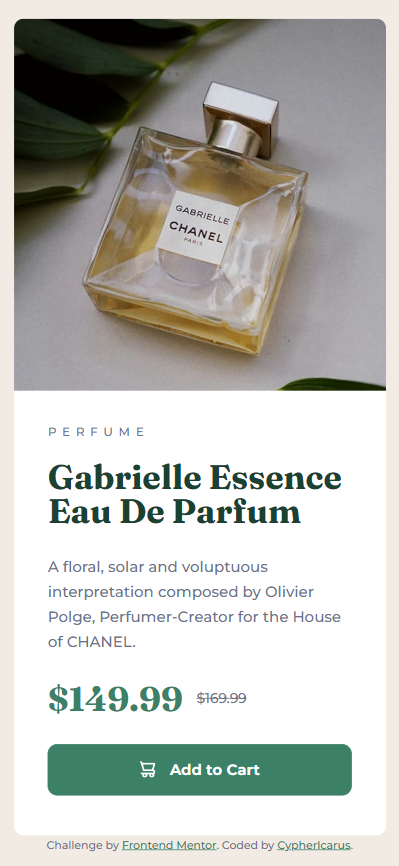 GABRIELLE
CHANEL
PARIS
PERFUME
Gabrielle Essence
Eau De Parfum
A floral, solar and voluptuous
interpretation composed by Olivier
Polge, Perfumer-Creator for the House
of CHANEL.
$149.99 $169.99
Add to Cart
Challenge by Frontend Mentor. Coded by CypherIcarus.